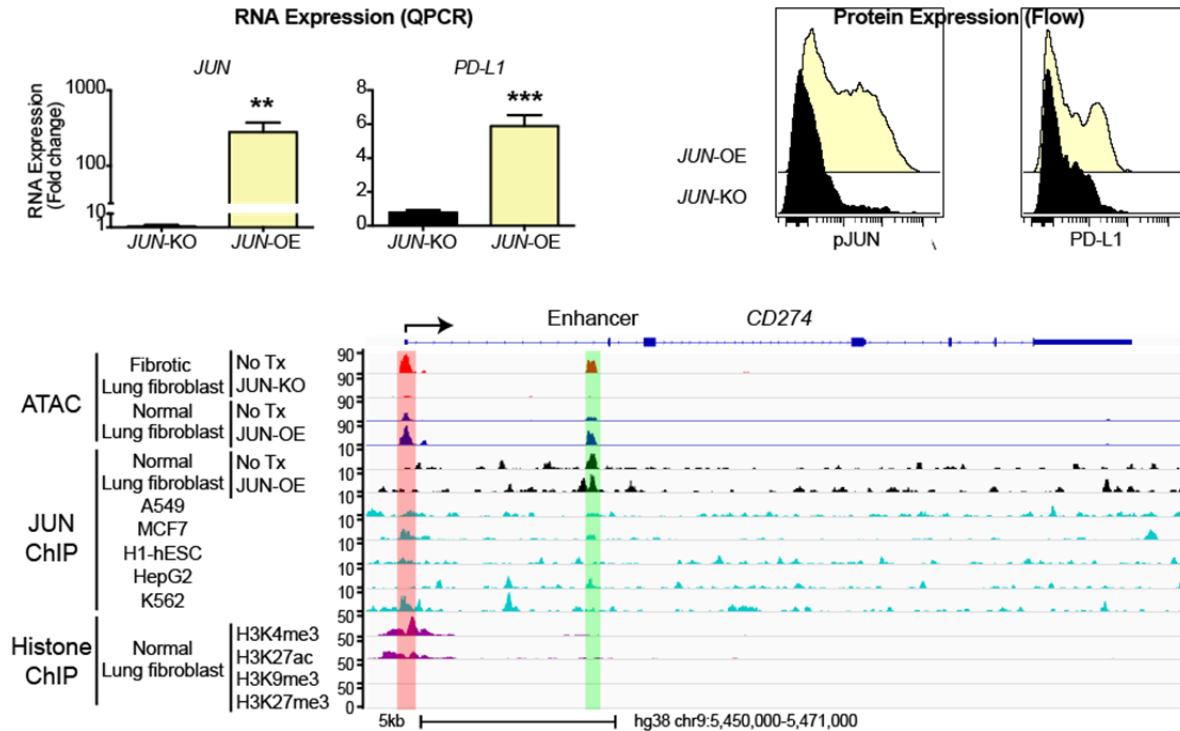 RNA Expression (QPCR)
Protein Expression (Flow)
JUN
PD-L1
RNA Expression
(Fold change)
1000
100
10
1
**
JUN-KO
JUN-OE
8
6
4
2
0
***
JUN-KO
JUN-OE
JUN-OE
JUN-KO
pJUN
PD-L1
Enhancer
CD274
ATAC
Fibrotic
Lung fibroblast
No Tx
JUN-KO
Normal
Lung fibroblast
No Tx
JUN-OE
90
90
90
90
JUN
ChIP
Normal
Lung fibroblast
No Tx
JUN-OE
A549
MCF7
H1-hESC
HepG2
K562
10
10
10
10
10
10
10
Histone
ChIP
Normal
Lung fibroblast
H3K4me3
H3K27ac
H3K9me3
H3K27me3
50
50
50
50
0
5kb
hg38 chr9:5,450,000-5,471,000